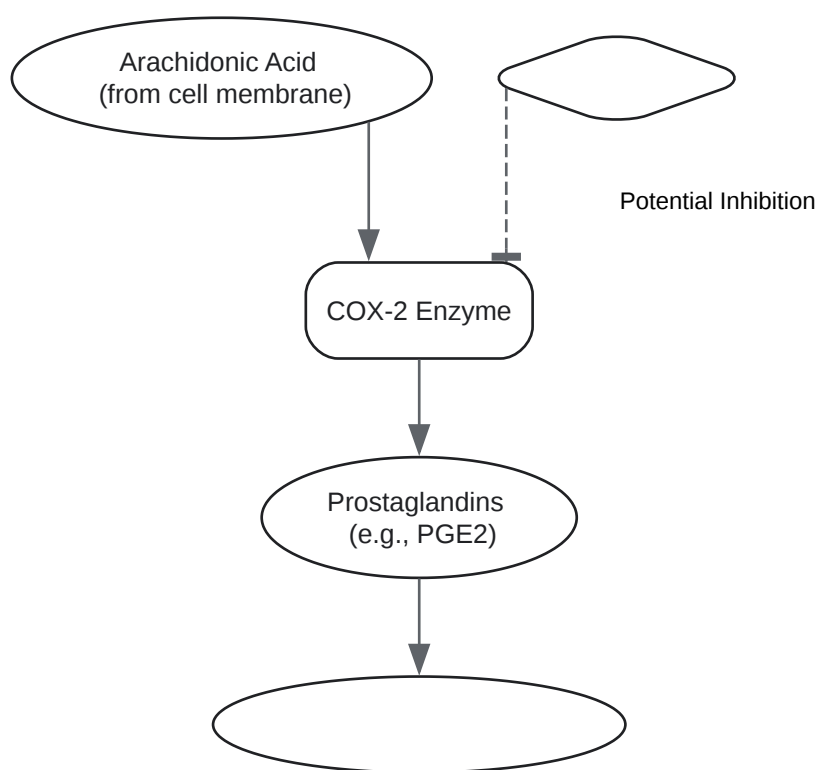 Arachidonic Acid
(from cell membrane)
Potential Inhibition
COX-2 Enzyme
Prostaglandins
(e.g., PGE2)